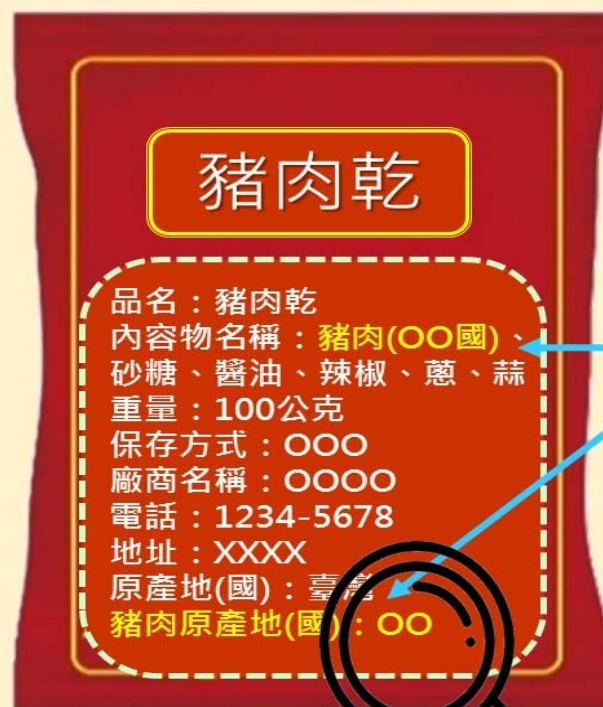 豬肉乾
品名：豬肉乾
內容物名稱：豬肉(OO國)、
砂糖、醬油、辣椒、蔥、蒜
重量：100公克
保存方式：OOO
廠商名稱：OOOO
電話：1234-5678
地址：XXXX
原產地(國)：臺灣
豬肉原產地(國)：OO